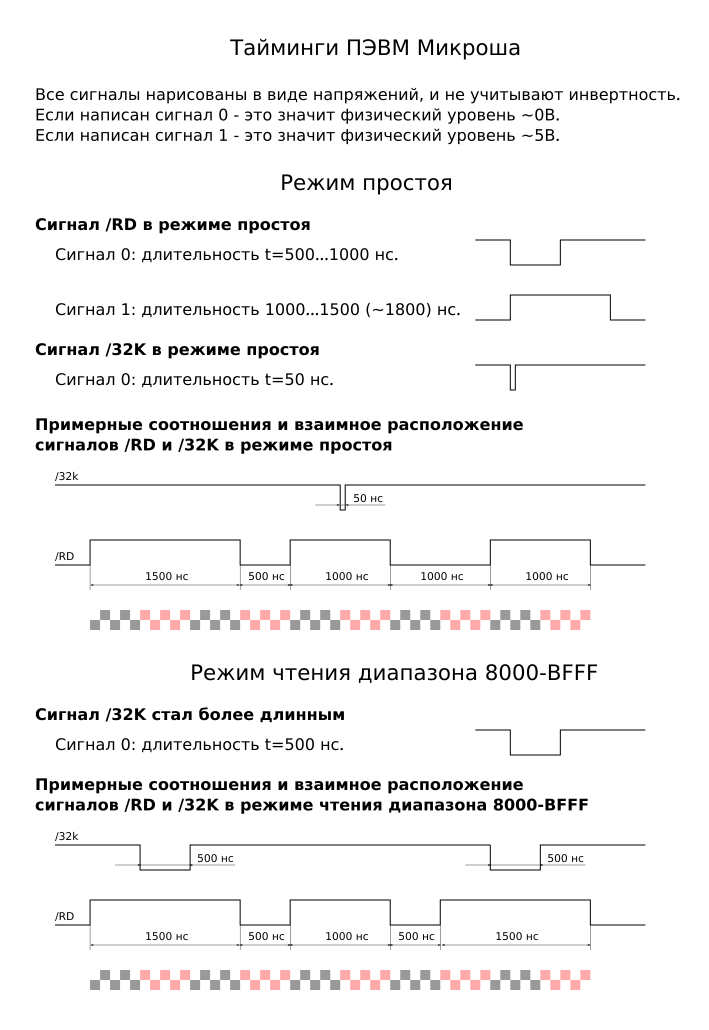 Тайминги ПЭВМ Микроша
Все сигналы нарисованы в виде напряжений, и не учитывают инвертность.
Если написан сигнал 0 - это значит физический уровень ~0В.
Если написан сигнал 1 - это значит физический уровень ~5В.
Режим простоя
Сигнал /RD в режиме простоя
Сигнал 0: длительность t=500...1000 нс.
Сигнал 1: длительность 1000...1500 (~1800) нс.
Сигнал /32K в режиме простоя
Сигнал 0: длительность t=50 нс.
Примерные соотношения и взаимное расположение
сигналов /RD и /32K в режиме простоя
/32k
50 нс
/RD
1500 нс 500 нс 1000 нс 1000 нс 1000 нс
Режим чтения диапазона 8000-BFFF
Сигнал /32K стал более длинным
Сигнал 0: длительность t=500 нс.
Примерные соотношения и взаимное расположение
сигналов /RD и /32K в режиме чтения диапазона 8000-BFFF
/32k
500 нс 500 нс
/RD
1500 нс 500 нс 1000 нс 500 нс 1500 нс